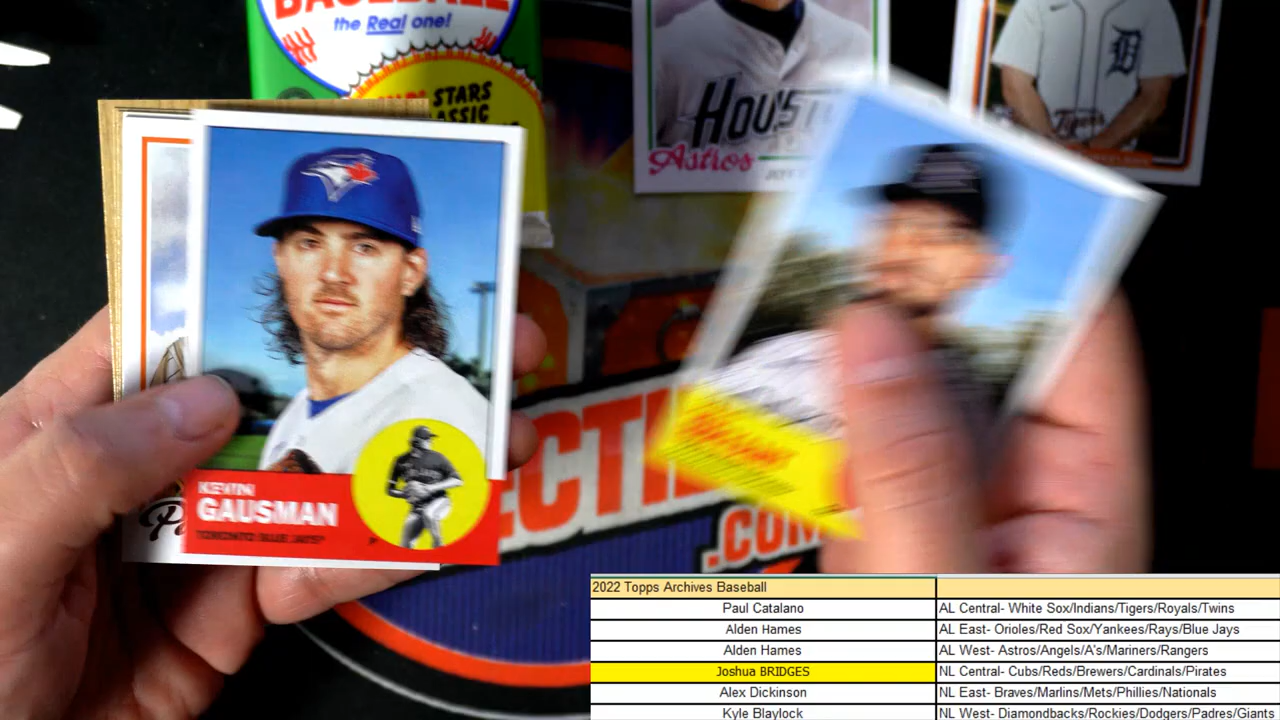 BASEBALL
the Real one!
STARS
HOUST
Astros
Tigers
KEVIN
GAUSMAN
TORONTO BLUE JAYS
P
.COM
2022 Topps Archives Baseball
Paul Catalano AL Central- White Sox/Indians/Tigers/Royals/Twins
Alden Hames AL East- Orioles/Red Sox/Yankees/Rays/Blue Jays
Alden Hames AL West- Astros/Angels/A's/Mariners/Rangers
Joshua BRIDGES NL Central- Cubs/Reds/Brewers/Cardinals/Pirates
Alex Dickinson NL East- Braves/Marlins/Mets/Phillies/Nationals
Kyle Blaylock NL West- Diamondbacks/Rockies/Dodgers/Padres/Giants